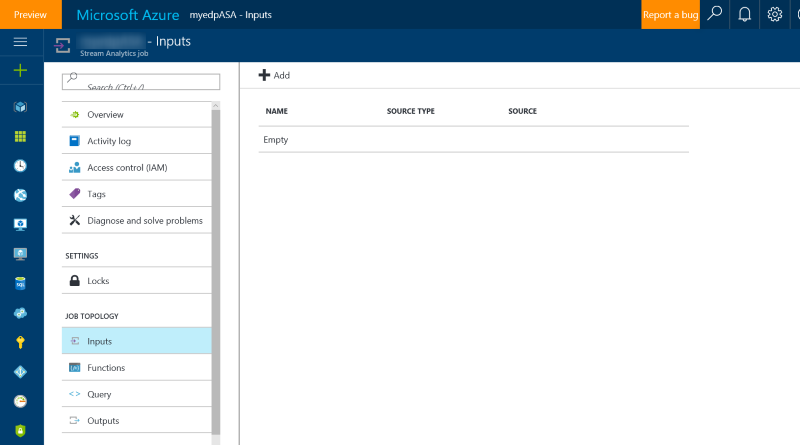 Preview
Microsoft Azure myedpASA - Inputs
Report a bug
- Inputs
Stream Analytics job
Search (Ctrl+/)
Add
Overview
Activity log
Access control (IAM)
Tags
Diagnose and solve problems
SETTINGS
Locks
JOB TOPOLOGY
Inputs
Functions
Query
Outputs
NAME SOURCE TYPE SOURCE
Empty